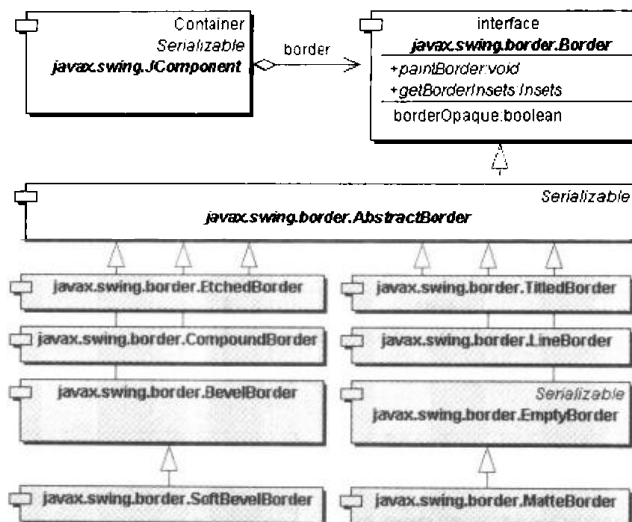 Container
Serializable
javax.swing.JComponent
border
interface
javax.swing.border.Border
+paintBorder:void
+getBorderInsets:Insets
borderOpaque:boolean
Serializable
javax.swing.border.AbstractBorder
javax.swing.border.EtchedBorder
javax.swing.border.TitledBorder
javax.swing.border.CompoundBorder
javax.swing.border.LineBorder
javax.swing.border.BevelBorder
Serializable
javax.swing.border.EmptyBorder
javax.swing.border.SoftBevelBorder
javax.swing.border.MatteBorder